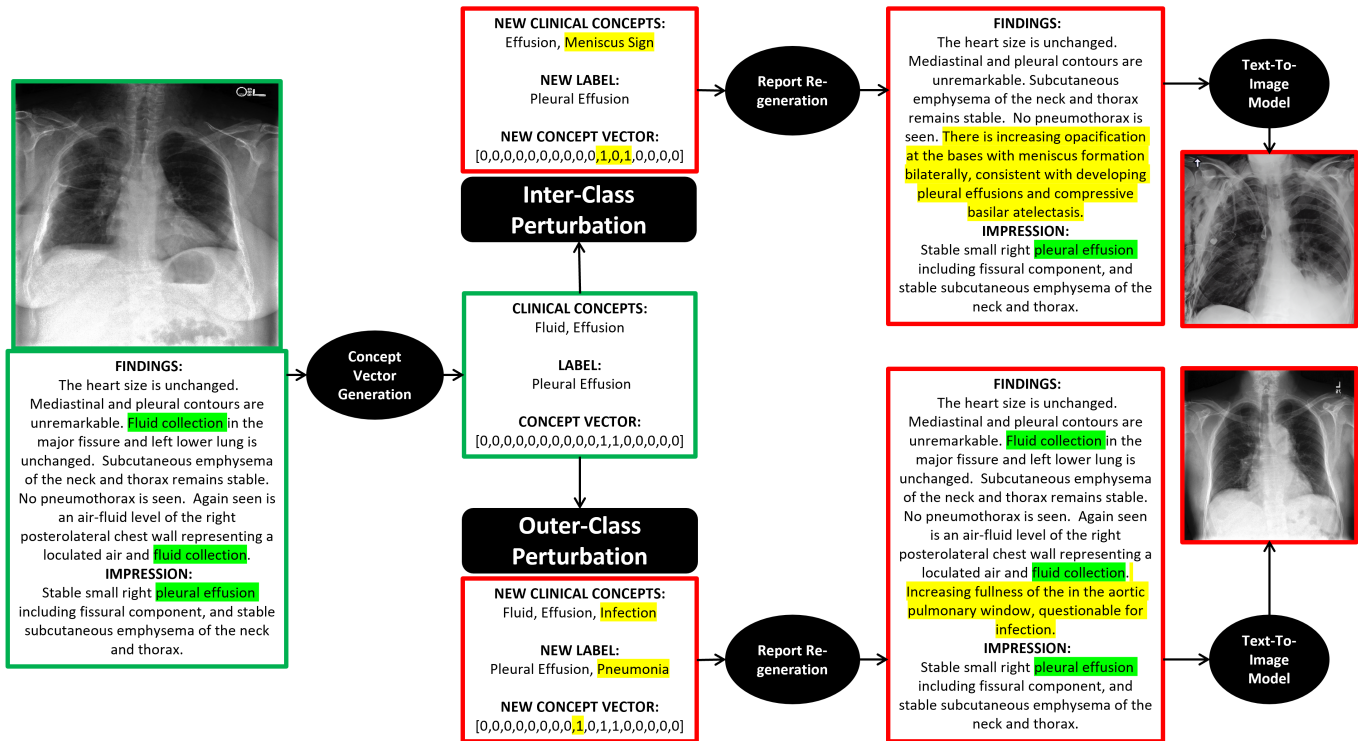 FINDINGS:
The heart size is unchanged.
Mediastinal and pleural contours are
unremarkable. Fluid collection in the
major fissure and left lower lung is
unchanged. Subcutaneous emphysema
of the neck and thorax remains stable.
No pneumothorax is seen. Again seen is
an air-fluid level of the right
posterolateral chest wall representing a
loculated air and fluid collection.
IMPRESSION:
Stable small right pleural effusion
including fissural component, and stable
subcutaneous emphysema of the neck
and thorax.
Concept
Vector
Generation
NEW CLINICAL CONCEPTS:
Effusion, Meniscus Sign
NEW LABEL:
Pleural Effusion
NEW CONCEPT VECTOR:
[0,0,0,0,0,0,0,0,0,0,1,0,1,0,0,0,0]
Inter-Class
Perturbation
CLINICAL CONCEPTS:
Fluid, Effusion
LABEL:
Pleural Effusion
CONCEPT VECTOR:
[0,0,0,0,0,0,0,0,0,0,1,1,0,0,0,0,0]
Outer-Class
Perturbation
NEW CLINICAL CONCEPTS:
Fluid, Effusion, Infection
NEW LABEL:
Pleural Effusion, Pneumonia
NEW CONCEPT VECTOR:
[0,0,0,0,0,0,0,0,1,0,1,1,0,0,0,0,0]
Report Re-
generation
FINDINGS:
The heart size is unchanged.
Mediastinal and pleural contours are
unremarkable. Subcutaneous
emphysema of the neck and thorax
remains stable. No pneumothorax is
seen. There is increasing opacification
at the bases with meniscus formation
bilaterally, consistent with developing
pleural effusions and compressive
basilar atelectasis.
IMPRESSION:
Stable small right pleural effusion
including fissural component, and
stable subcutaneous emphysema of the
neck and thorax.
Text-To-
Image
Model
Report Re-
generation
FINDINGS:
The heart size is unchanged.
Mediastinal and pleural contours are
unremarkable. Fluid collection in the
major fissure and left lower lung is
unchanged. Subcutaneous emphysema
of the neck and thorax remains stable.
No pneumothorax is seen. Again seen
is an air-fluid level of the right
posterolateral chest wall representing a
loculated air and fluid collection.
Increasing fullness of the in the aortic
pulmonary window, questionable for
infection.
IMPRESSION:
Stable small right pleural effusion
including fissural component, and
stable subcutaneous emphysema of the
neck and thorax.
Text-To-
Image
Model